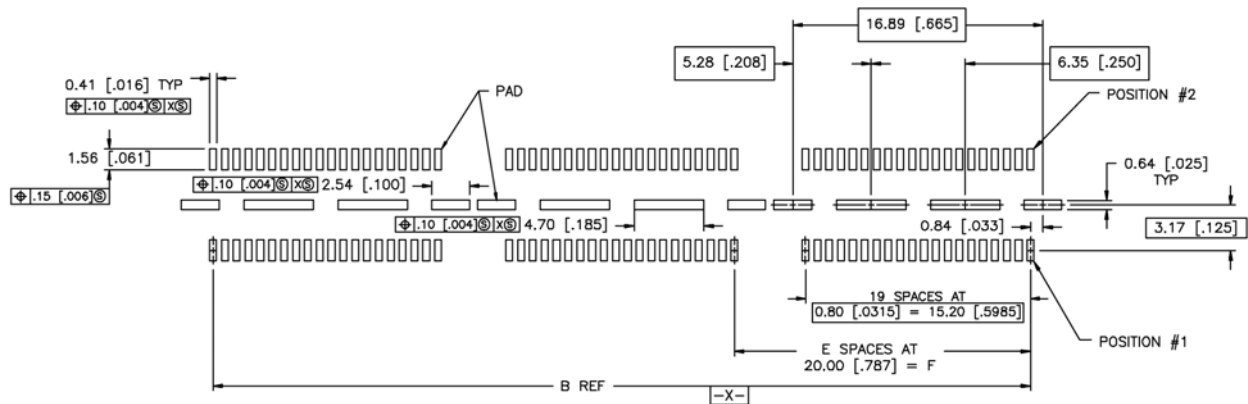 16.89 [.665]
5.28 [.208]
6.35 [.250]
0.41 [.016] TYP
⌖ .10 [.004]Ⓢ XⓈ
PAD
POSITION #2
1.56 [.061]
0.64 [.025]
TYP
⌖ .10 [.004]Ⓢ XⓈ 2.54 [.100]
⌖ .15 [.006]Ⓢ
⌖ .10 [.004]Ⓢ XⓈ 4.70 [.185]
0.84 [.033]
3.17 [.125]
19 SPACES AT
0.80 [.0315] = 15.20 [.5985]
POSITION #1
E SPACES AT
20.00 [.787] = F
B REF
-X-